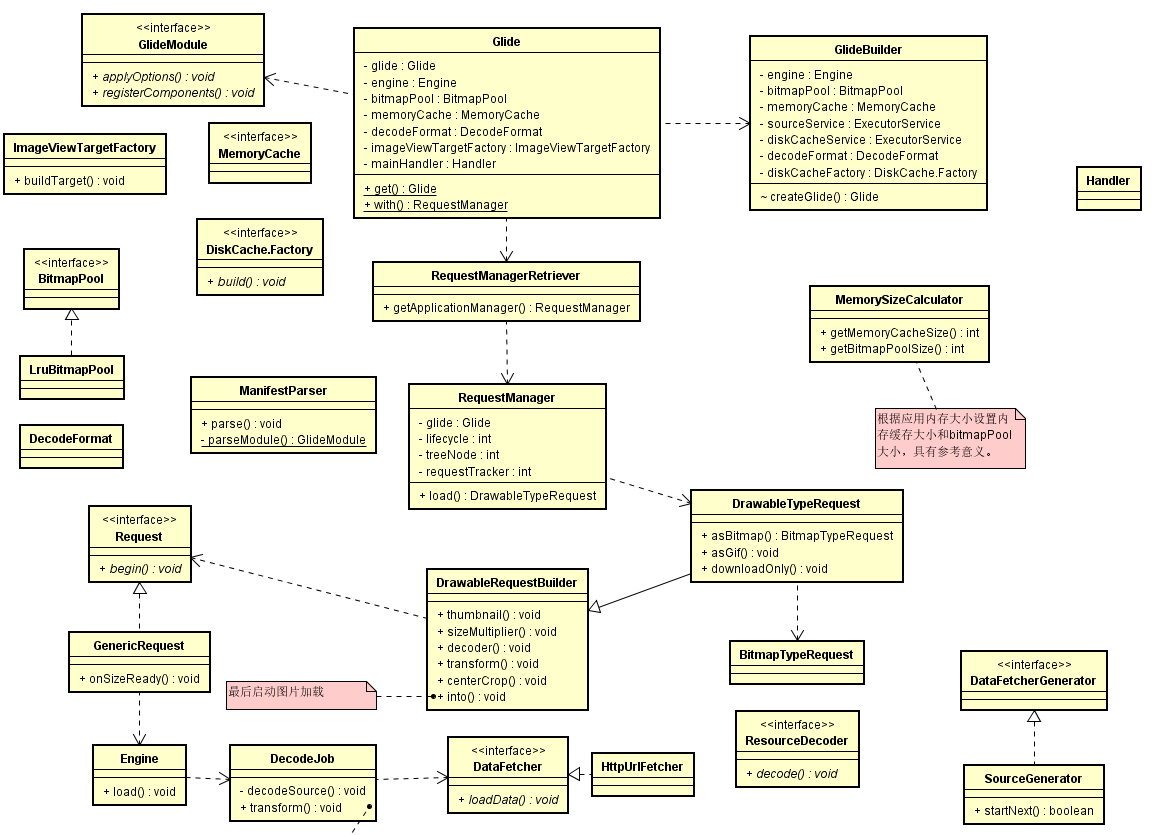 <<interface>>
GlideModule
+ applyOptions() : void
+ registerComponents() : void
Glide
- glide : Glide
- engine : Engine
- bitmapPool : BitmapPool
- memoryCache : MemoryCache
- decodeFormat : DecodeFormat
- imageViewTargetFactory : ImageViewTargetFactory
- mainHandler : Handler
+ get() : Glide
+ with() : RequestManager
GlideBuilder
- engine : Engine
- bitmapPool : BitmapPool
- memoryCache : MemoryCache
- sourceService : ExecutorService
- diskCacheService : ExecutorService
- decodeFormat : DecodeFormat
- diskCacheFactory : DiskCache.Factory
~ createGlide() : Glide
ImageViewTargetFactory
+ buildTarget() : void
<<interface>>
MemoryCache
Handler
<<interface>>
DiskCache.Factory
+ build() : void
<<interface>>
BitmapPool
RequestManagerRetriever
+ getApplicationManager() : RequestManager
MemorySizeCalculator
+ getMemoryCacheSize() : int
+ getBitmapPoolSize() : int
LruBitmapPool
ManifestParser
+ parse() : void
- parseModule() : GlideModule
RequestManager
- glide : Glide
- lifecycle : int
- treeNode : int
- requestTracker : int
+ load() : DrawableTypeRequest
根据应用内存大小设置内
存缓存大小和bitmapPool
大小，具有参考意义。
DecodeFormat
DrawableTypeRequest
+ asBitmap() : BitmapTypeRequest
+ asGif() : void
+ downloadOnly() : void
<<interface>>
Request
+ begin() : void
DrawableRequestBuilder
+ thumbnail() : void
+ sizeMultiplier() : void
+ decoder() : void
+ transform() : void
+ centerCrop() : void
+ into() : void
GenericRequest
+ onSizeReady() : void
最后启动图片加载
BitmapTypeRequest
<<interface>>
DataFetcherGenerator
<<interface>>
ResourceDecoder
+ decode() : void
Engine
+ load() : void
DecodeJob
- decodeSource() : void
+ transform() : void
<<interface>>
DataFetcher
+ loadData() : void
HttpUrlFetcher
SourceGenerator
+ startNext() : boolean